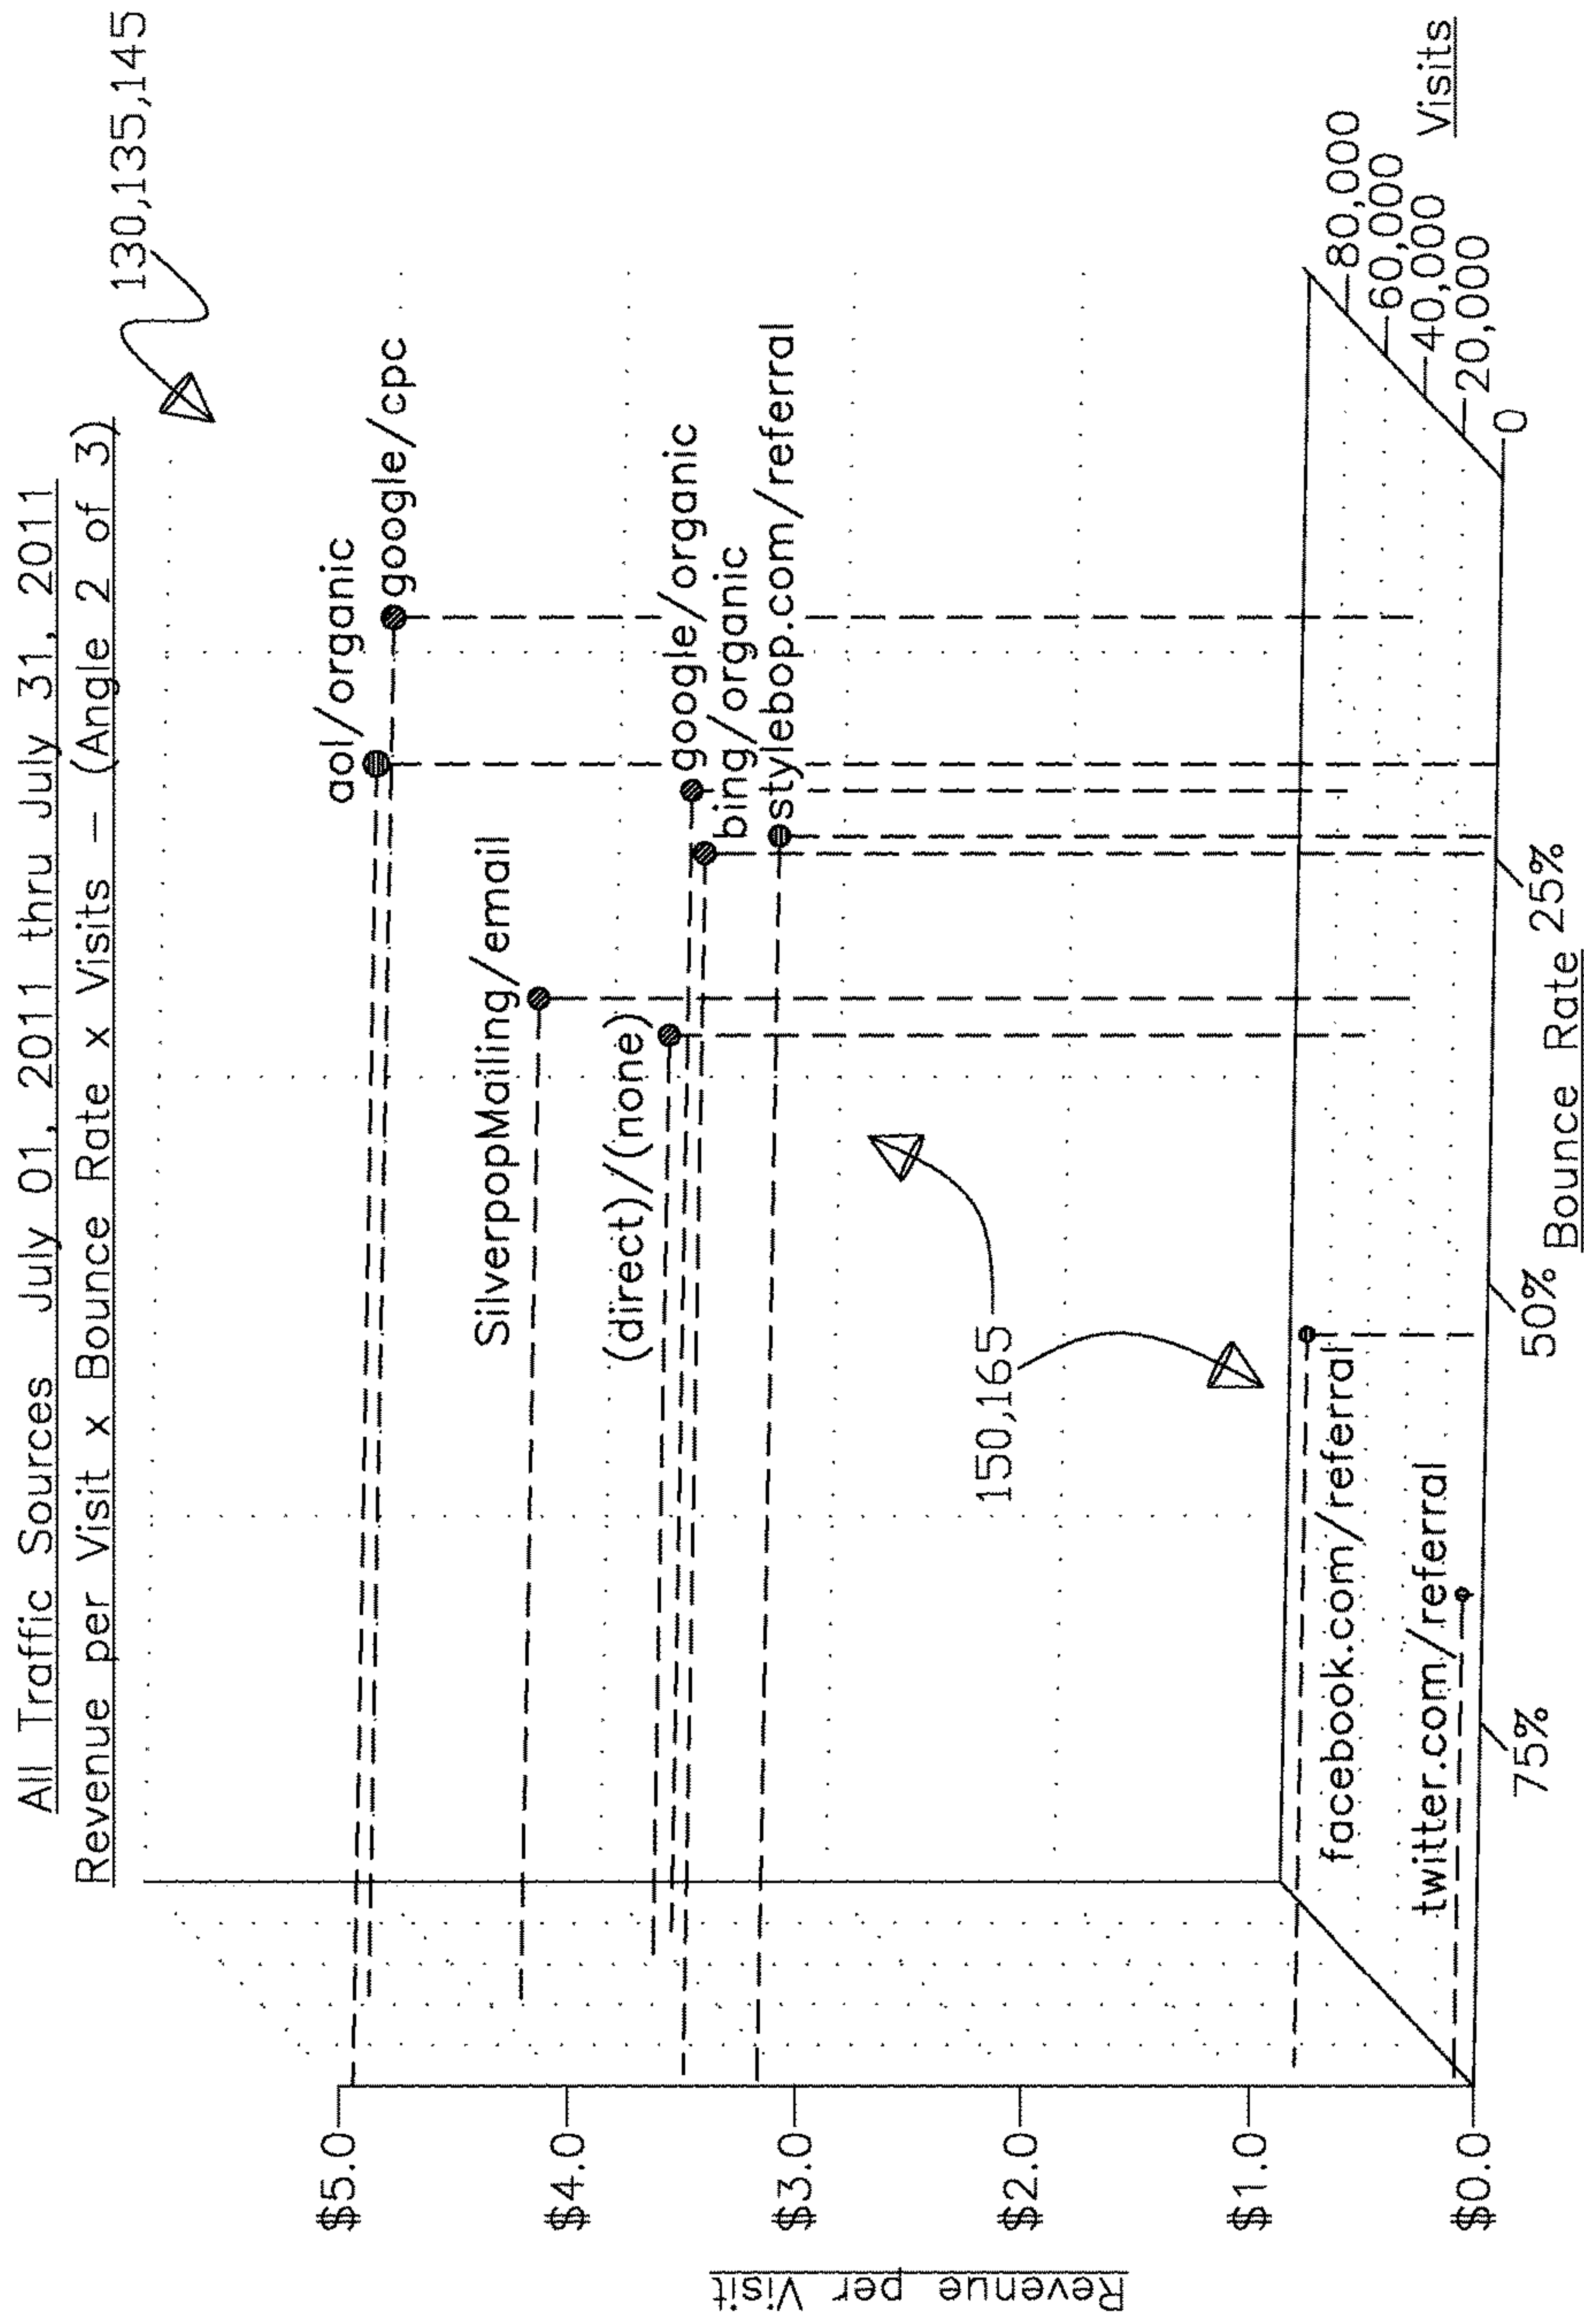 All Traffic Sources July 01, 2011 thru July 31, 2011
Revenue per Visit x Bounce Rate x Visits – (Angle 2 of 3)
130,135,145
aol/organic
google/cpc
SilverpopMailing/email
(direct)/(none)
google/organic
bing/organic
stylebop.com/referral
150,165
facebook.com/referral
twitter.com/referral
Revenue per Visit
$5.0
$4.0
$3.0
$2.0
$1.0
$0.0
75%
50%
25%
Bounce Rate
0
20,000
40,000
60,000
80,000
Visits